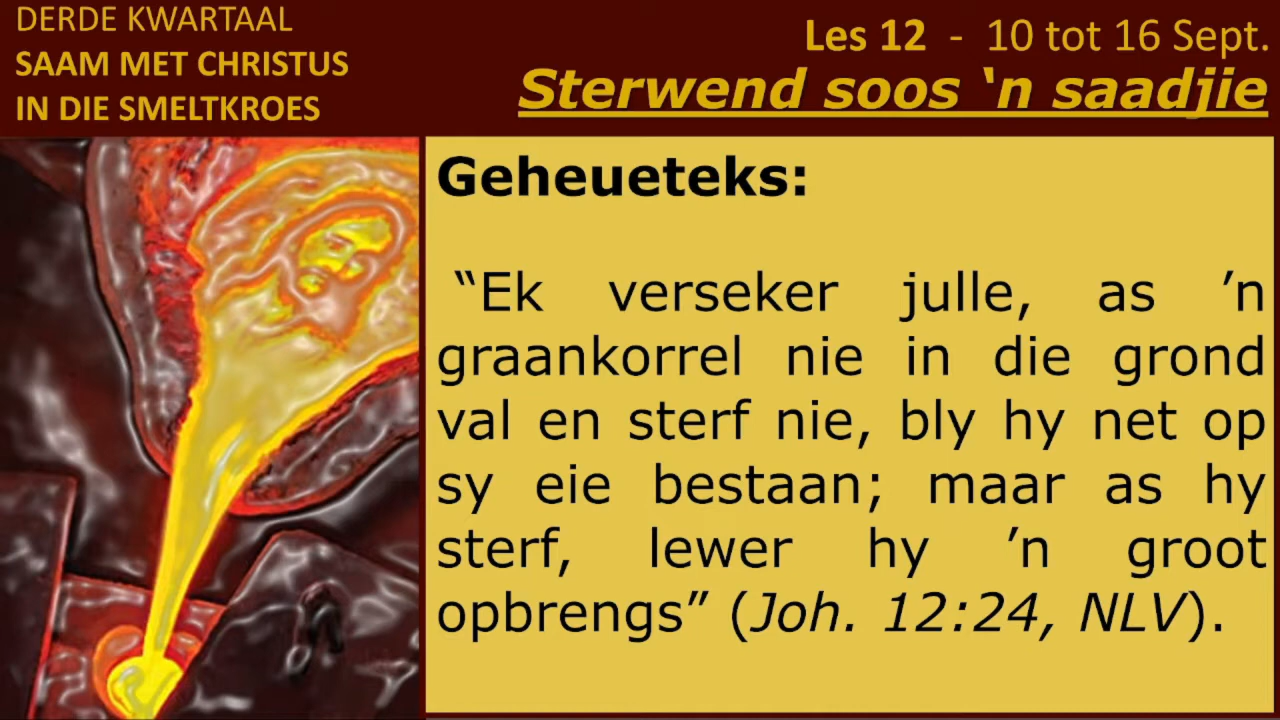 DERDE KWARTAAL
SAAM MET CHRISTUS
IN DIE SMELTKROES
Les 12 - 10 tot 16 Sept.
Sterwend soos ‘n saadjie
Geheueteks:
“Ek verseker julle, as ’n
graankorrel nie in die grond
val en sterf nie, bly hy net op
sy eie bestaan; maar as hy
sterf, lewer hy ’n groot
opbrengs” (Joh. 12:24, NLV).